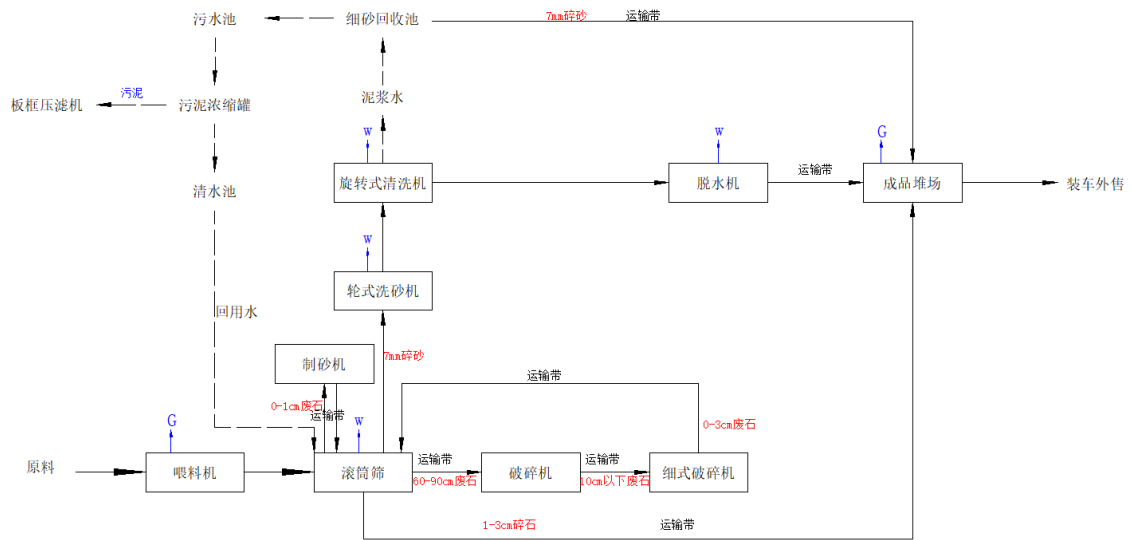 污水池
细砂回收池
7mm碎砂
运输带
板框压滤机
污泥
污泥浓缩罐
泥浆水
w
w
G
清水池
旋转式清洗机
脱水机
运输带
成品堆场
装车外售
w
轮式洗砂机
回用水
制砂机
7mm碎砂
运输带
0-1cm废石
运输带
G
w
0-3cm废石
原料
喂料机
滚筒筛
运输带
60-90cm废石
破碎机
运输带
10cm以下废石
细式破碎机
1-3cm碎石
运输带